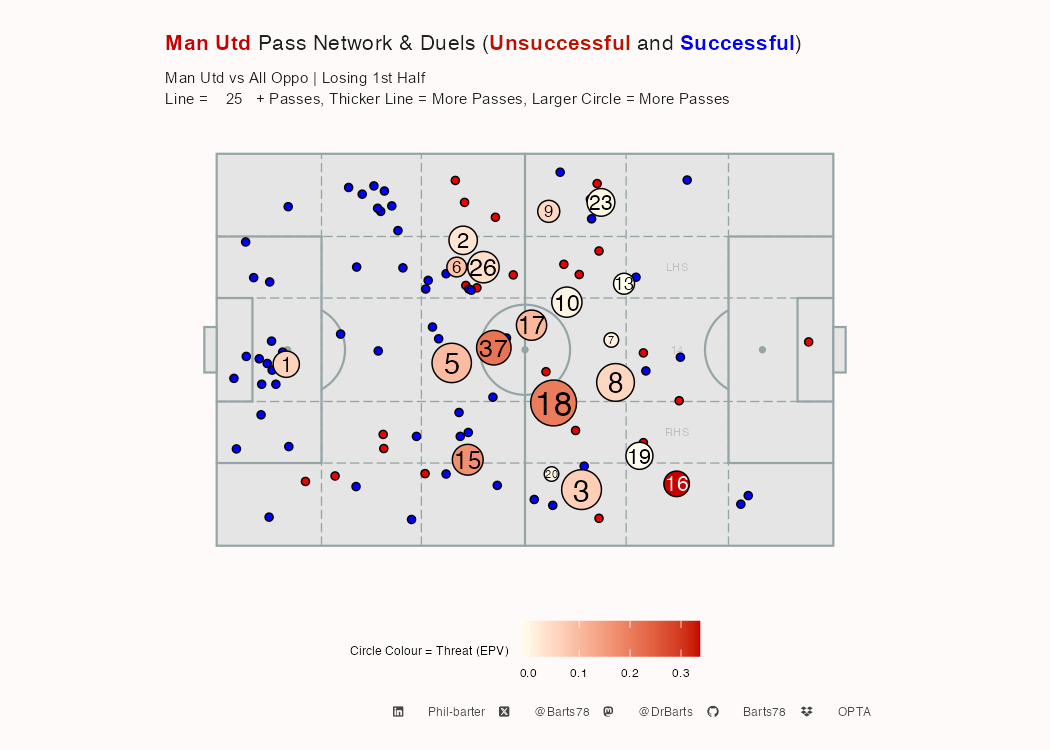 Man Utd Pass Network & Duels (Unsuccessful and Successful)
Man Utd vs All Oppo | Losing 1st Half
Line = 25 + Passes, Thicker Line = More Passes, Larger Circle = More Passes
23
9
2
6
26
LHS
13
10
17
7
37
14
1
5
8
18
RHS
15
19
20
3
16
Circle Colour = Threat (EPV)
0.0 0.1 0.2 0.3
Phil-barter @Barts78 @DrBarts Barts78 OPTA